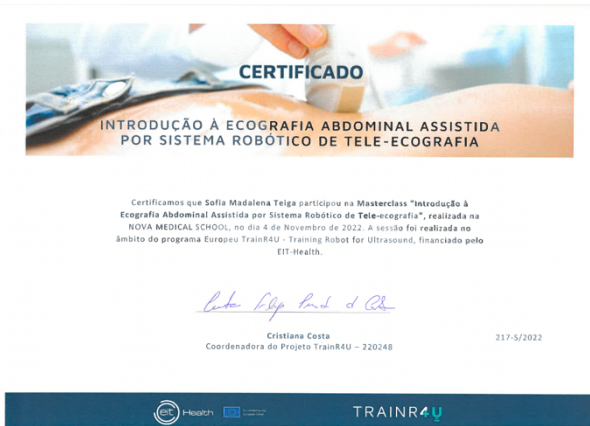 CERTIFICADO
INTRODUÇÃO À ECOGRAFIA ABDOMINAL ASSISTIDA
POR SISTEMA ROBÓTICO DE TELE-ECOGRAFIA
Certificamos que Sofia Madalena Teiga participou na Masterclass "Introdução à
Ecografia Abdominal Assistida por Sistema Robótico de Tele-ecografia", realizada na
NOVA MEDICAL SCHOOL, no dia 4 de Novembro de 2022. A sessão foi realizada no
âmbito do programa Europeu TrainR4U - Training Robot for Ultrasound, financiado pelo
EIT-Health.
Cristiana Costa
Coordenadora do Projeto TrainR4U – 220248
217-S/2022
eit Health
TRAINR4U